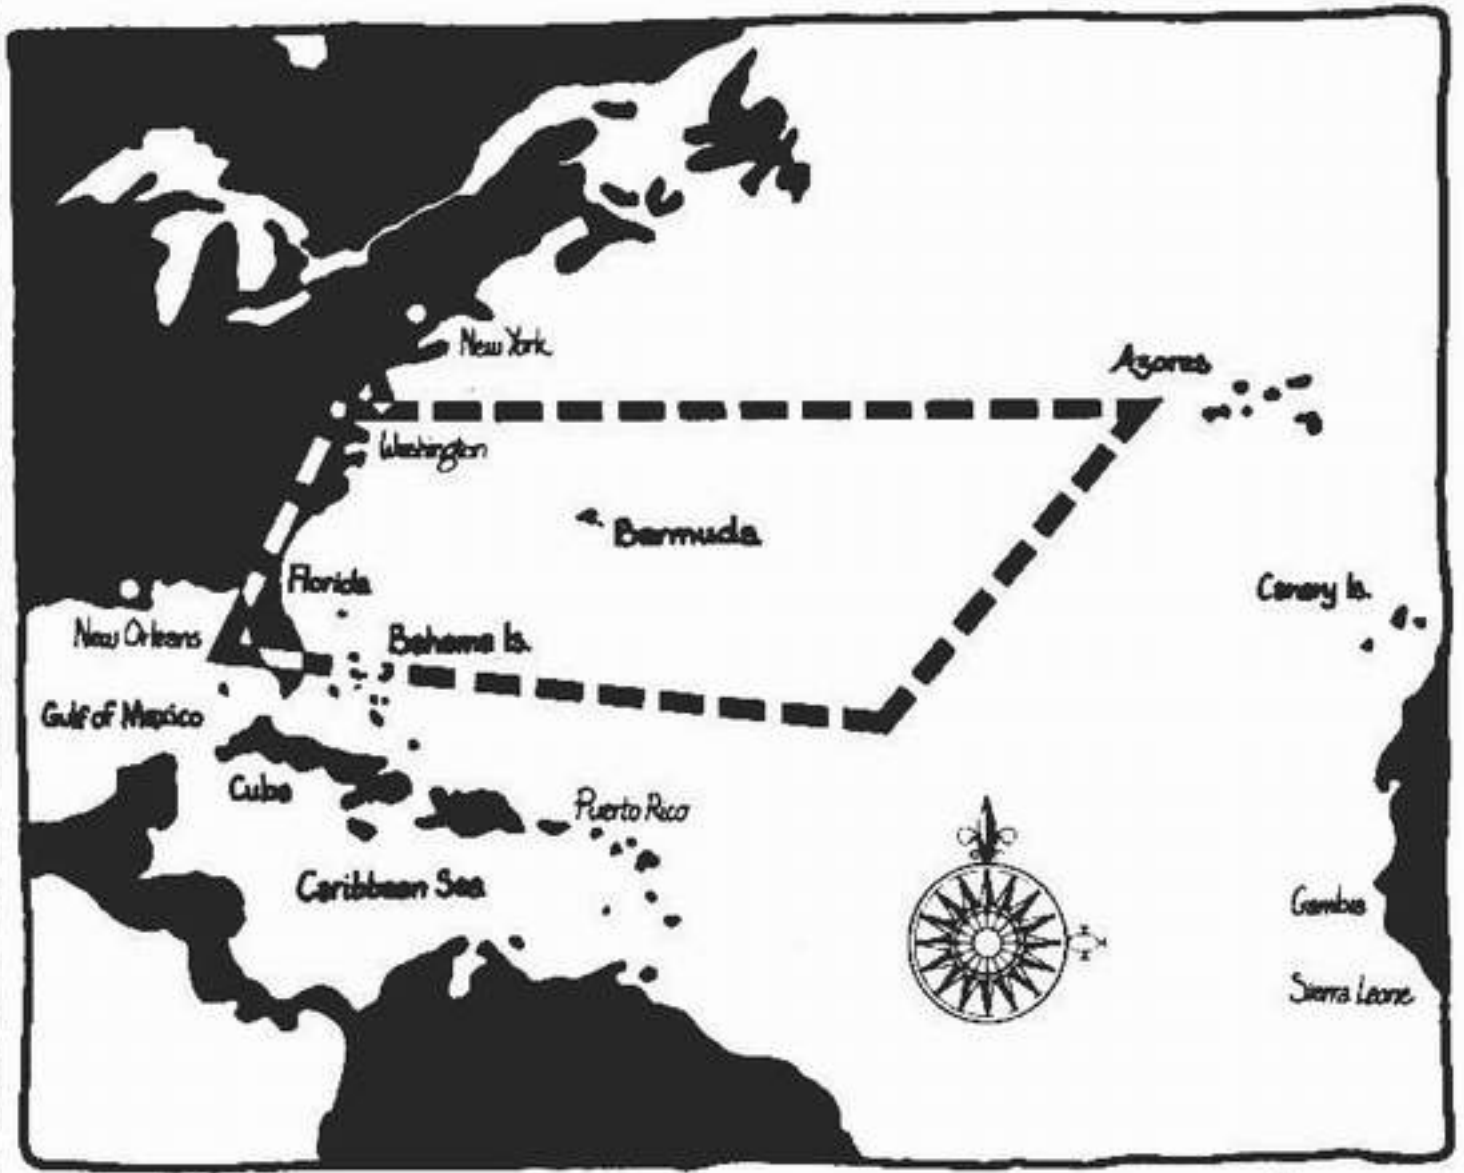 New York
Azores
Washington
Bermuda
Florida
Canary Is.
New Orleans
Bahama Is.
Gulf of Mexico
Cuba
Puerto Rico
Caribbean Sea
Gambia
Sierra Leone